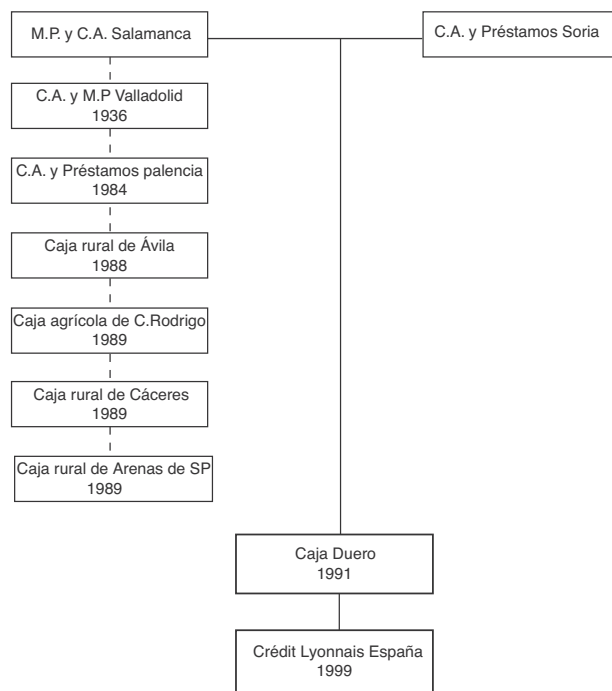 M.P. y C.A. Salamanca
C.A. y Préstamos Soria
C.A. y M.P Valladolid
1936
C.A. y Préstamos palencia
1984
Caja rural de Ávila
1988
Caja agrícola de C.Rodrigo
1989
Caja rural de Cáceres
1989
Caja rural de Arenas de SP
1989
Caja Duero
1991
Crédit Lyonnais España
1999